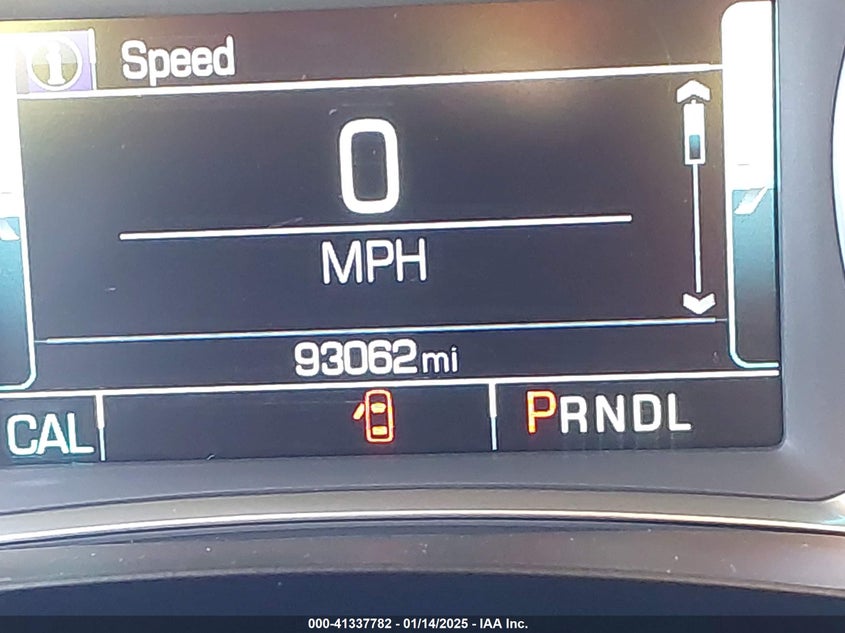 Speed
0
MPH
93062 mi
CAL
PRNDL
000-41337782 - 01/14/2025 - IAA Inc.